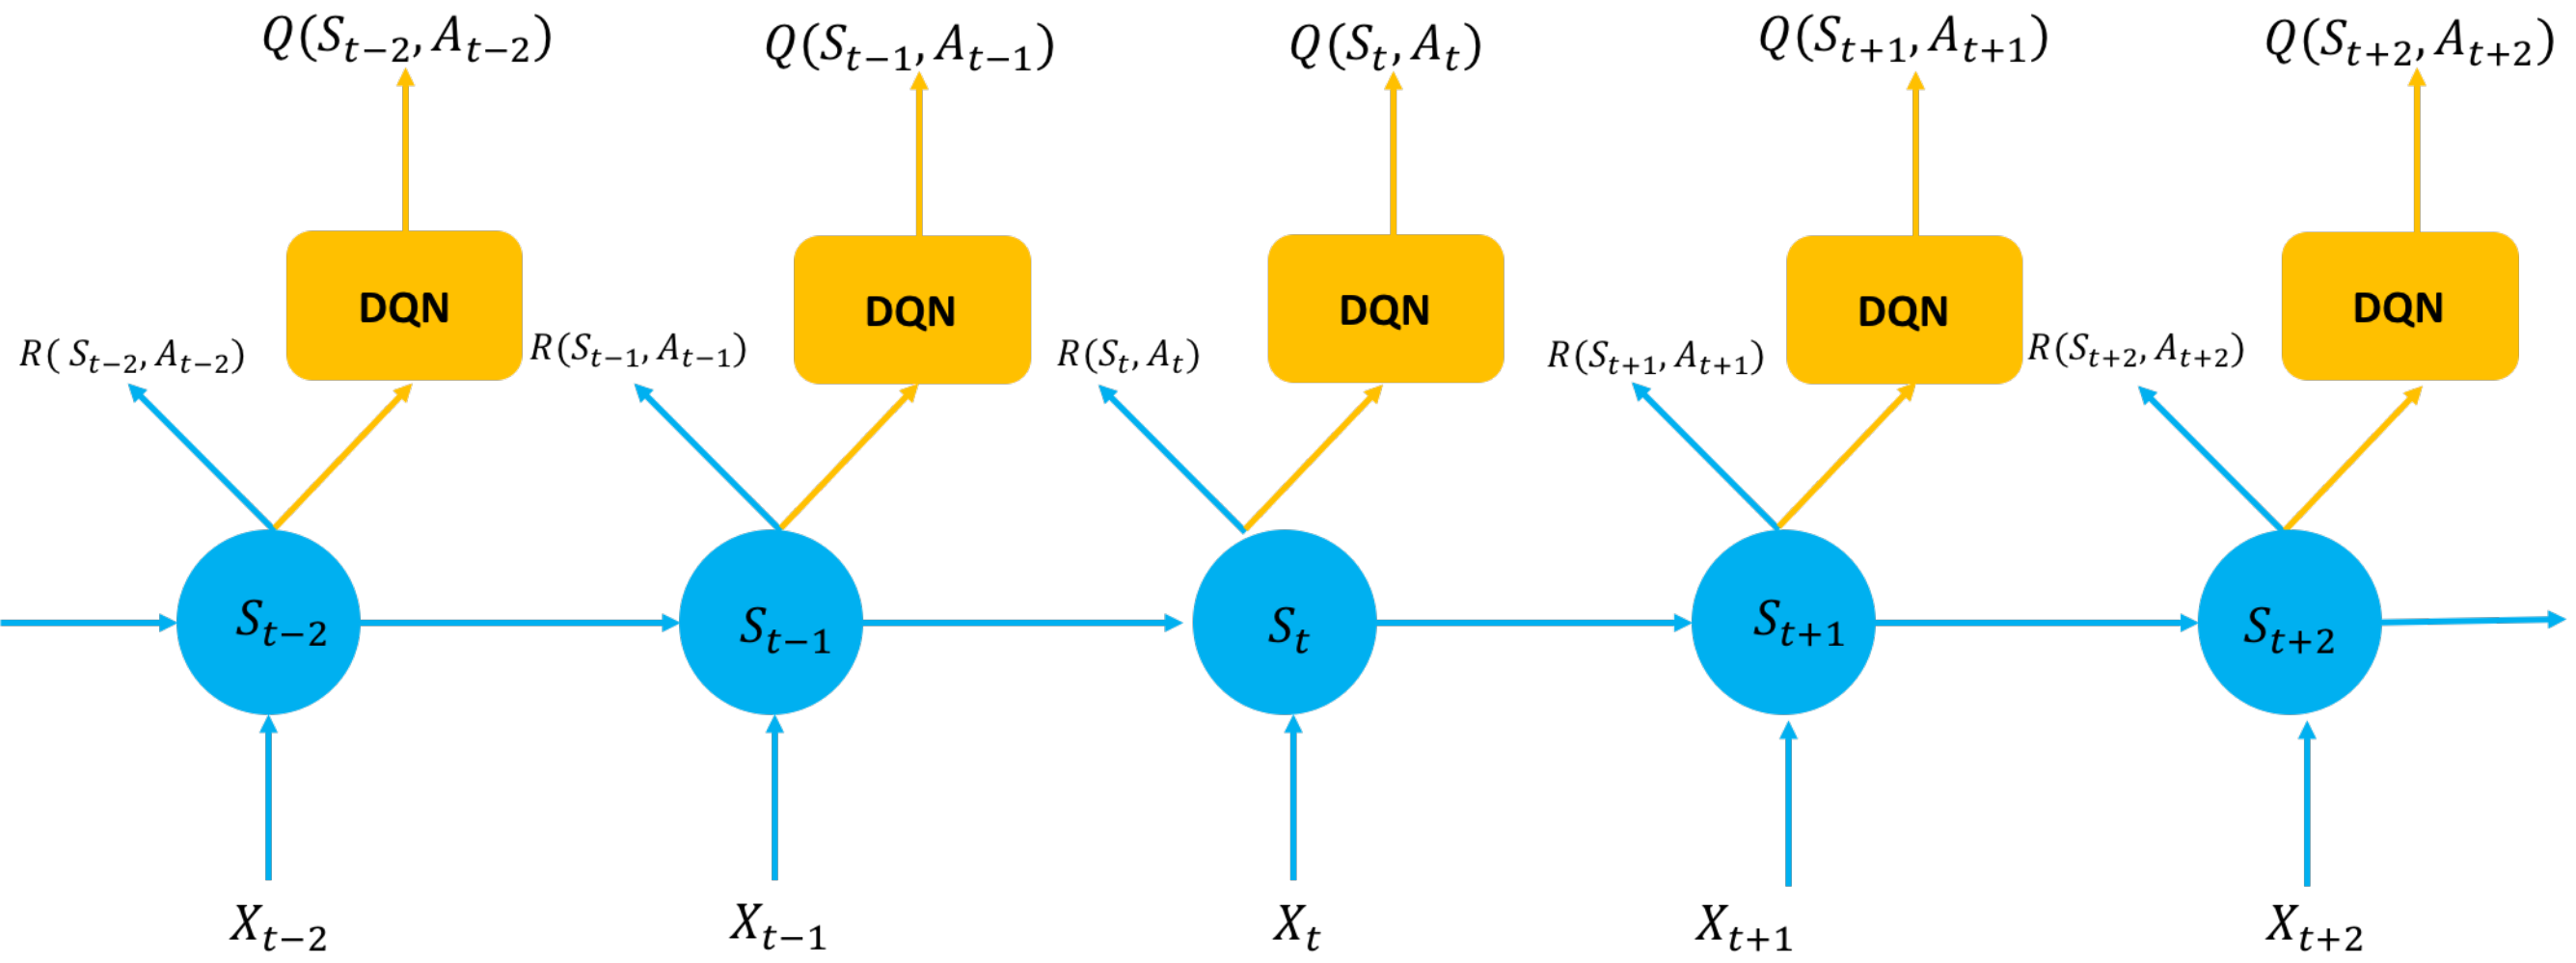 Q(S_{t−2}, A_{t−2}) Q(S_{t−1}, A_{t−1}) Q(S_t, A_t) Q(S_{t+1}, A_{t+1}) Q(S_{t+2}, A_{t+2})
DQN DQN DQN DQN DQN
R( S_{t−2}, A_{t−2}) R(S_{t−1}, A_{t−1}) R(S_t, A_t) R(S_{t+1}, A_{t+1}) R(S_{t+2}, A_{t+2})
S_{t−2} S_{t−1} S_t S_{t+1} S_{t+2}
X_{t−2} X_{t−1} X_t X_{t+1} X_{t+2}